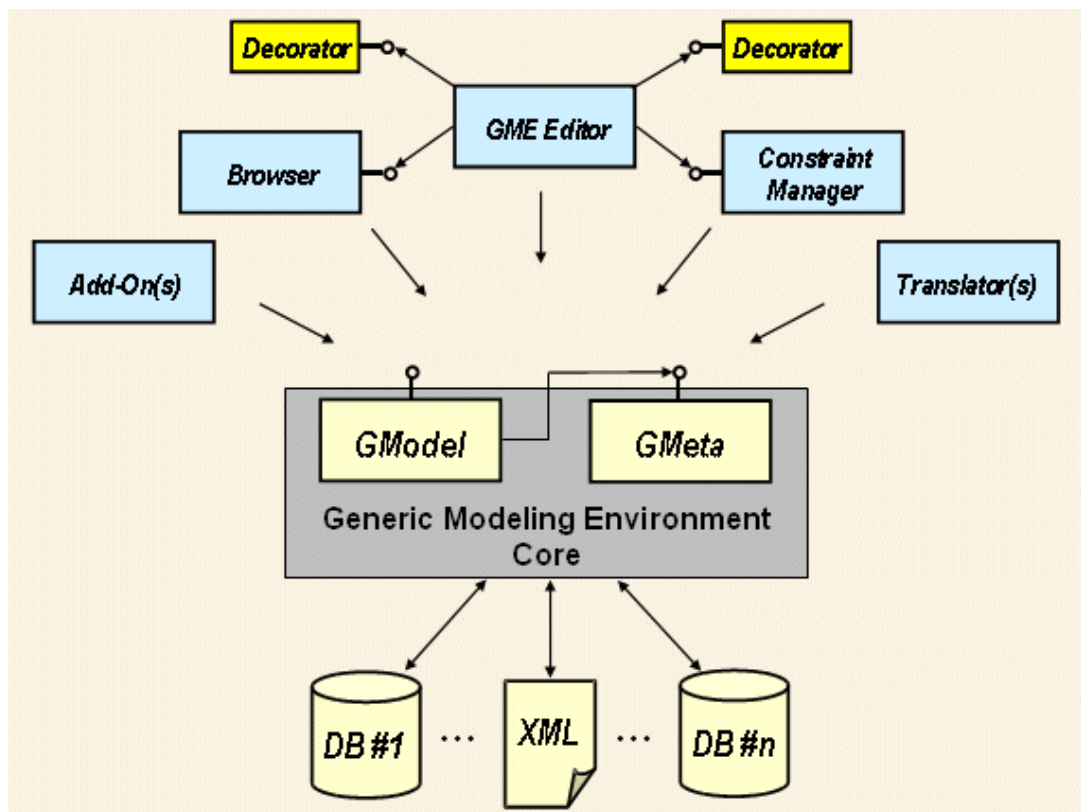 Decorator
Decorator
GME Editor
Browser
Constraint
Manager
Add-On(s)
Translator(s)
GModel
GMeta
Generic Modeling Environment
Core
DB #1
...
XML
...
DB #n